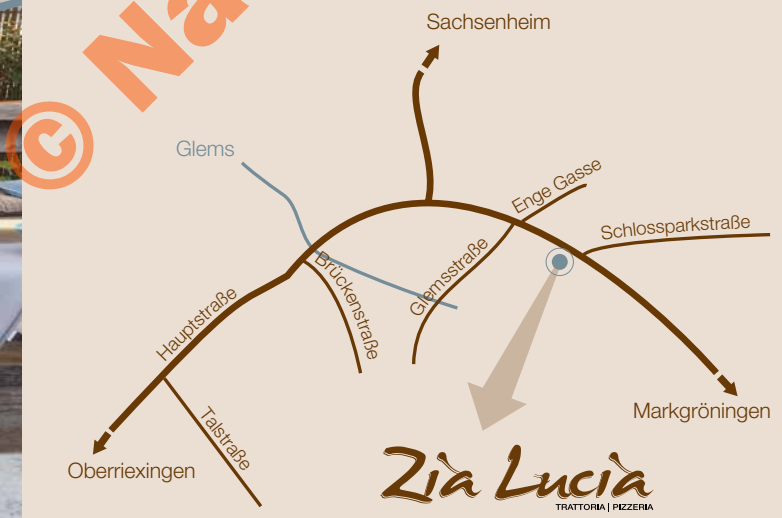 © Na
Sachsenheim
Glems
Enge Gasse
Schlossparkstraße
Glemsstraße
Brückenstraße
Hauptstraße
Talstraße
Markgröningen
Oberriexingen
Zia Lucia
TRATTORIA | PIZZERIA